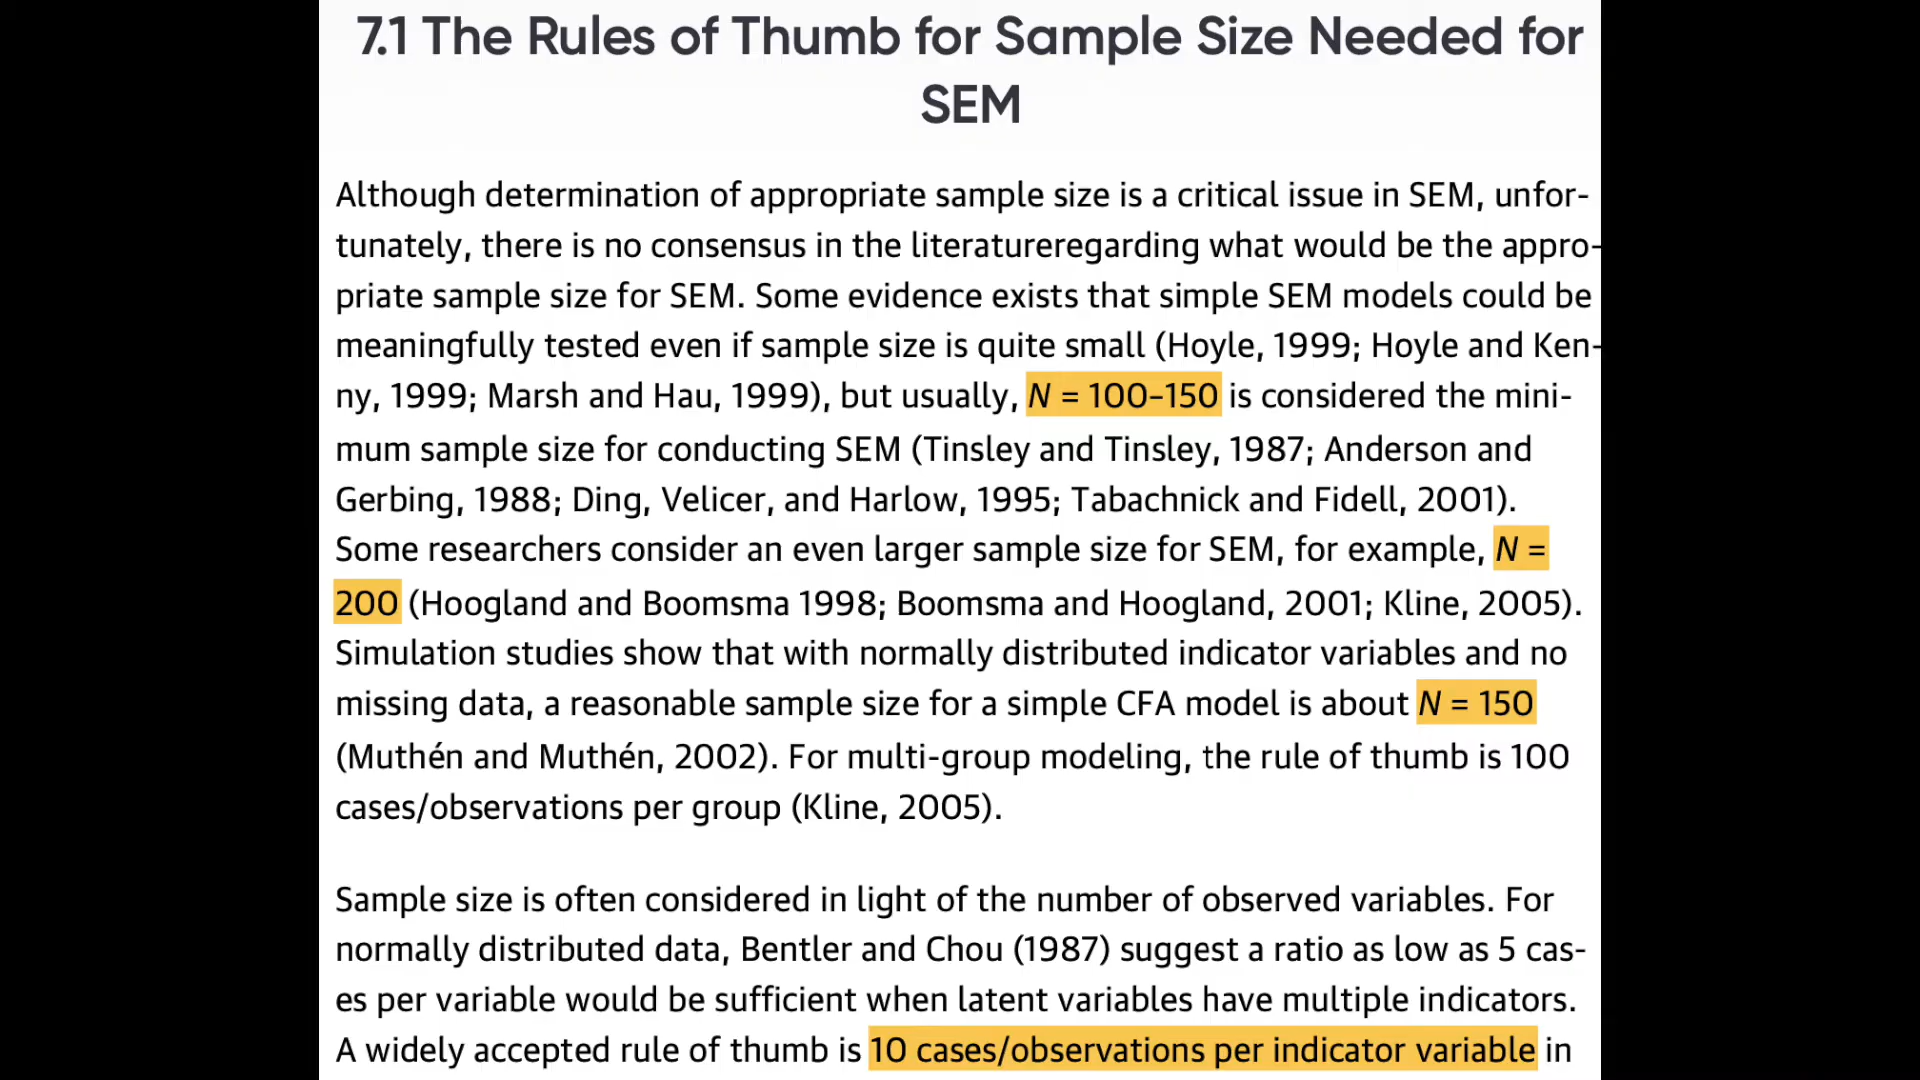 7.1 The Rules of Thumb for Sample Size Needed for
SEM
Although determination of appropriate sample size is a critical issue in SEM, unfor-
tunately, there is no consensus in the literatureregarding what would be the appro-
priate sample size for SEM. Some evidence exists that simple SEM models could be
meaningfully tested even if sample size is quite small (Hoyle, 1999; Hoyle and Ken-
ny, 1999; Marsh and Hau, 1999), but usually, N = 100–150 is considered the mini-
mum sample size for conducting SEM (Tinsley and Tinsley, 1987; Anderson and
Gerbing, 1988; Ding, Velicer, and Harlow, 1995; Tabachnick and Fidell, 2001).
Some researchers consider an even larger sample size for SEM, for example, N =
200 (Hoogland and Boomsma 1998; Boomsma and Hoogland, 2001; Kline, 2005).
Simulation studies show that with normally distributed indicator variables and no
missing data, a reasonable sample size for a simple CFA model is about N = 150
(Muthén and Muthén, 2002). For multi-group modeling, the rule of thumb is 100
cases/observations per group (Kline, 2005).
Sample size is often considered in light of the number of observed variables. For
normally distributed data, Bentler and Chou (1987) suggest a ratio as low as 5 cas-
es per variable would be sufficient when latent variables have multiple indicators.
A widely accepted rule of thumb is 10 cases/observations per indicator variable in